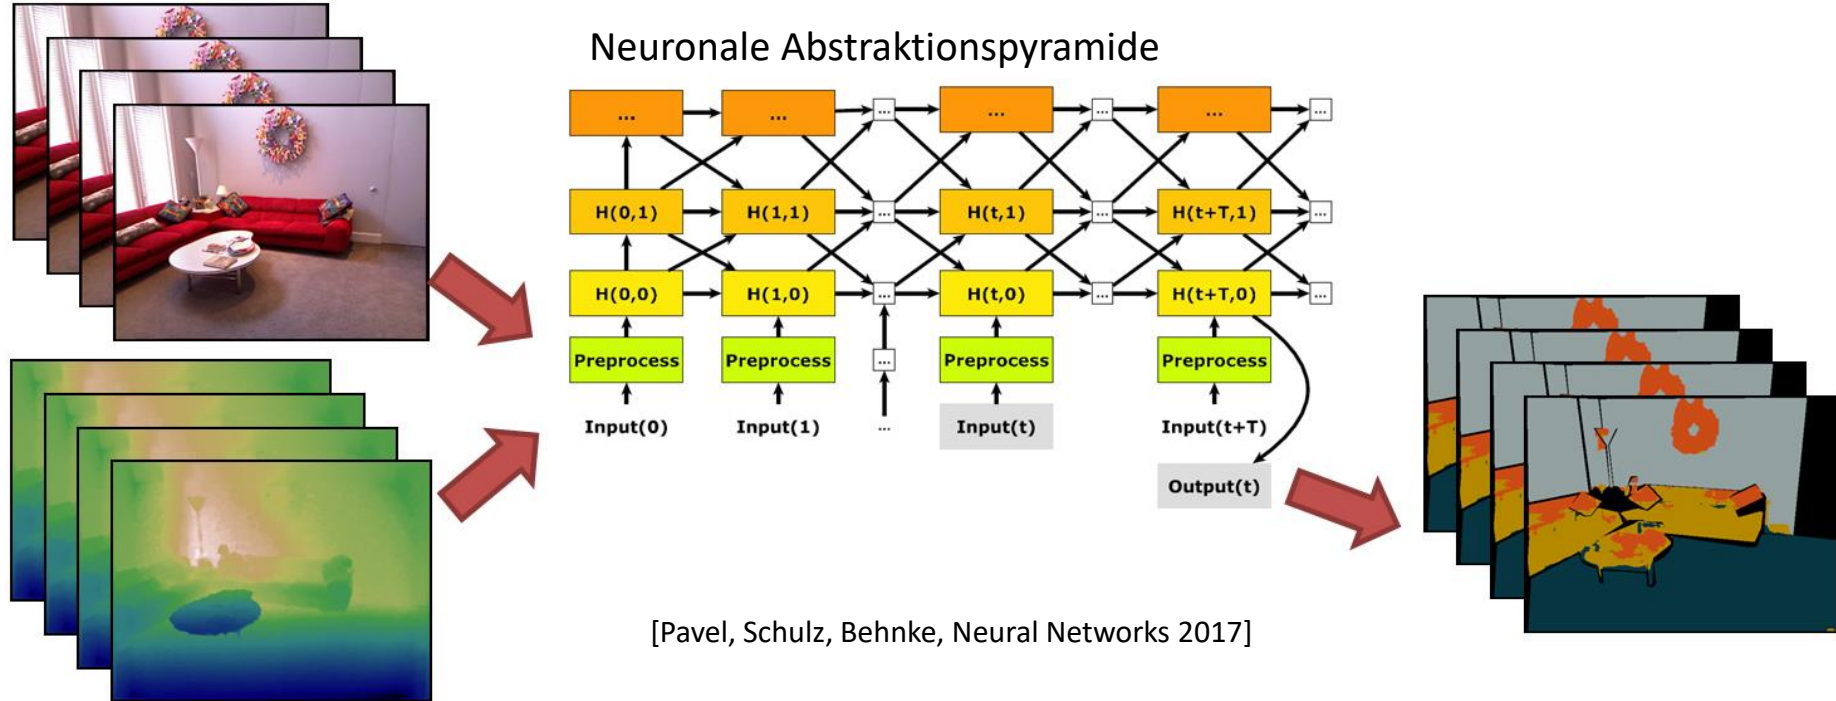 Neuronale Abstraktionspyramide
... ... ... ... ... ... ...
H(0,1) H(1,1) ... H(t,1) ... H(t+T,1) ...
H(0,0) H(1,0) ... H(t,0) ... H(t+T,0) ...
Preprocess Preprocess ... Preprocess Preprocess
Input(0) Input(1) ... Input(t) Input(t+T)
Output(t)
[Pavel, Schulz, Behnke, Neural Networks 2017]